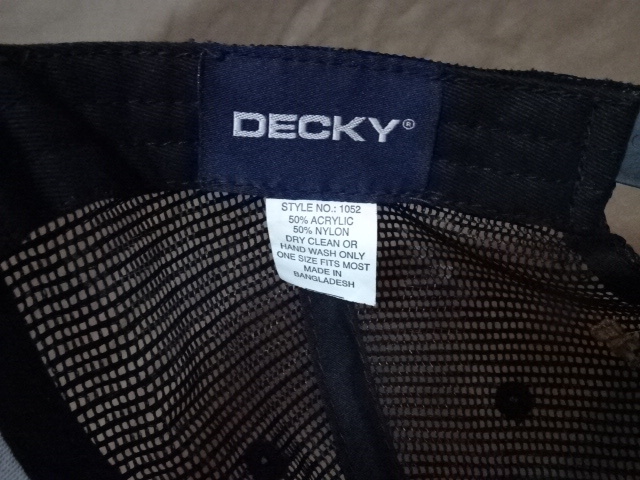 DECKY®
STYLE NO.: 1052
50% ACRYLIC
50% NYLON
DRY CLEAN OR
HAND WASH ONLY
ONE SIZE FITS MOST
MADE IN
BANGLADESH